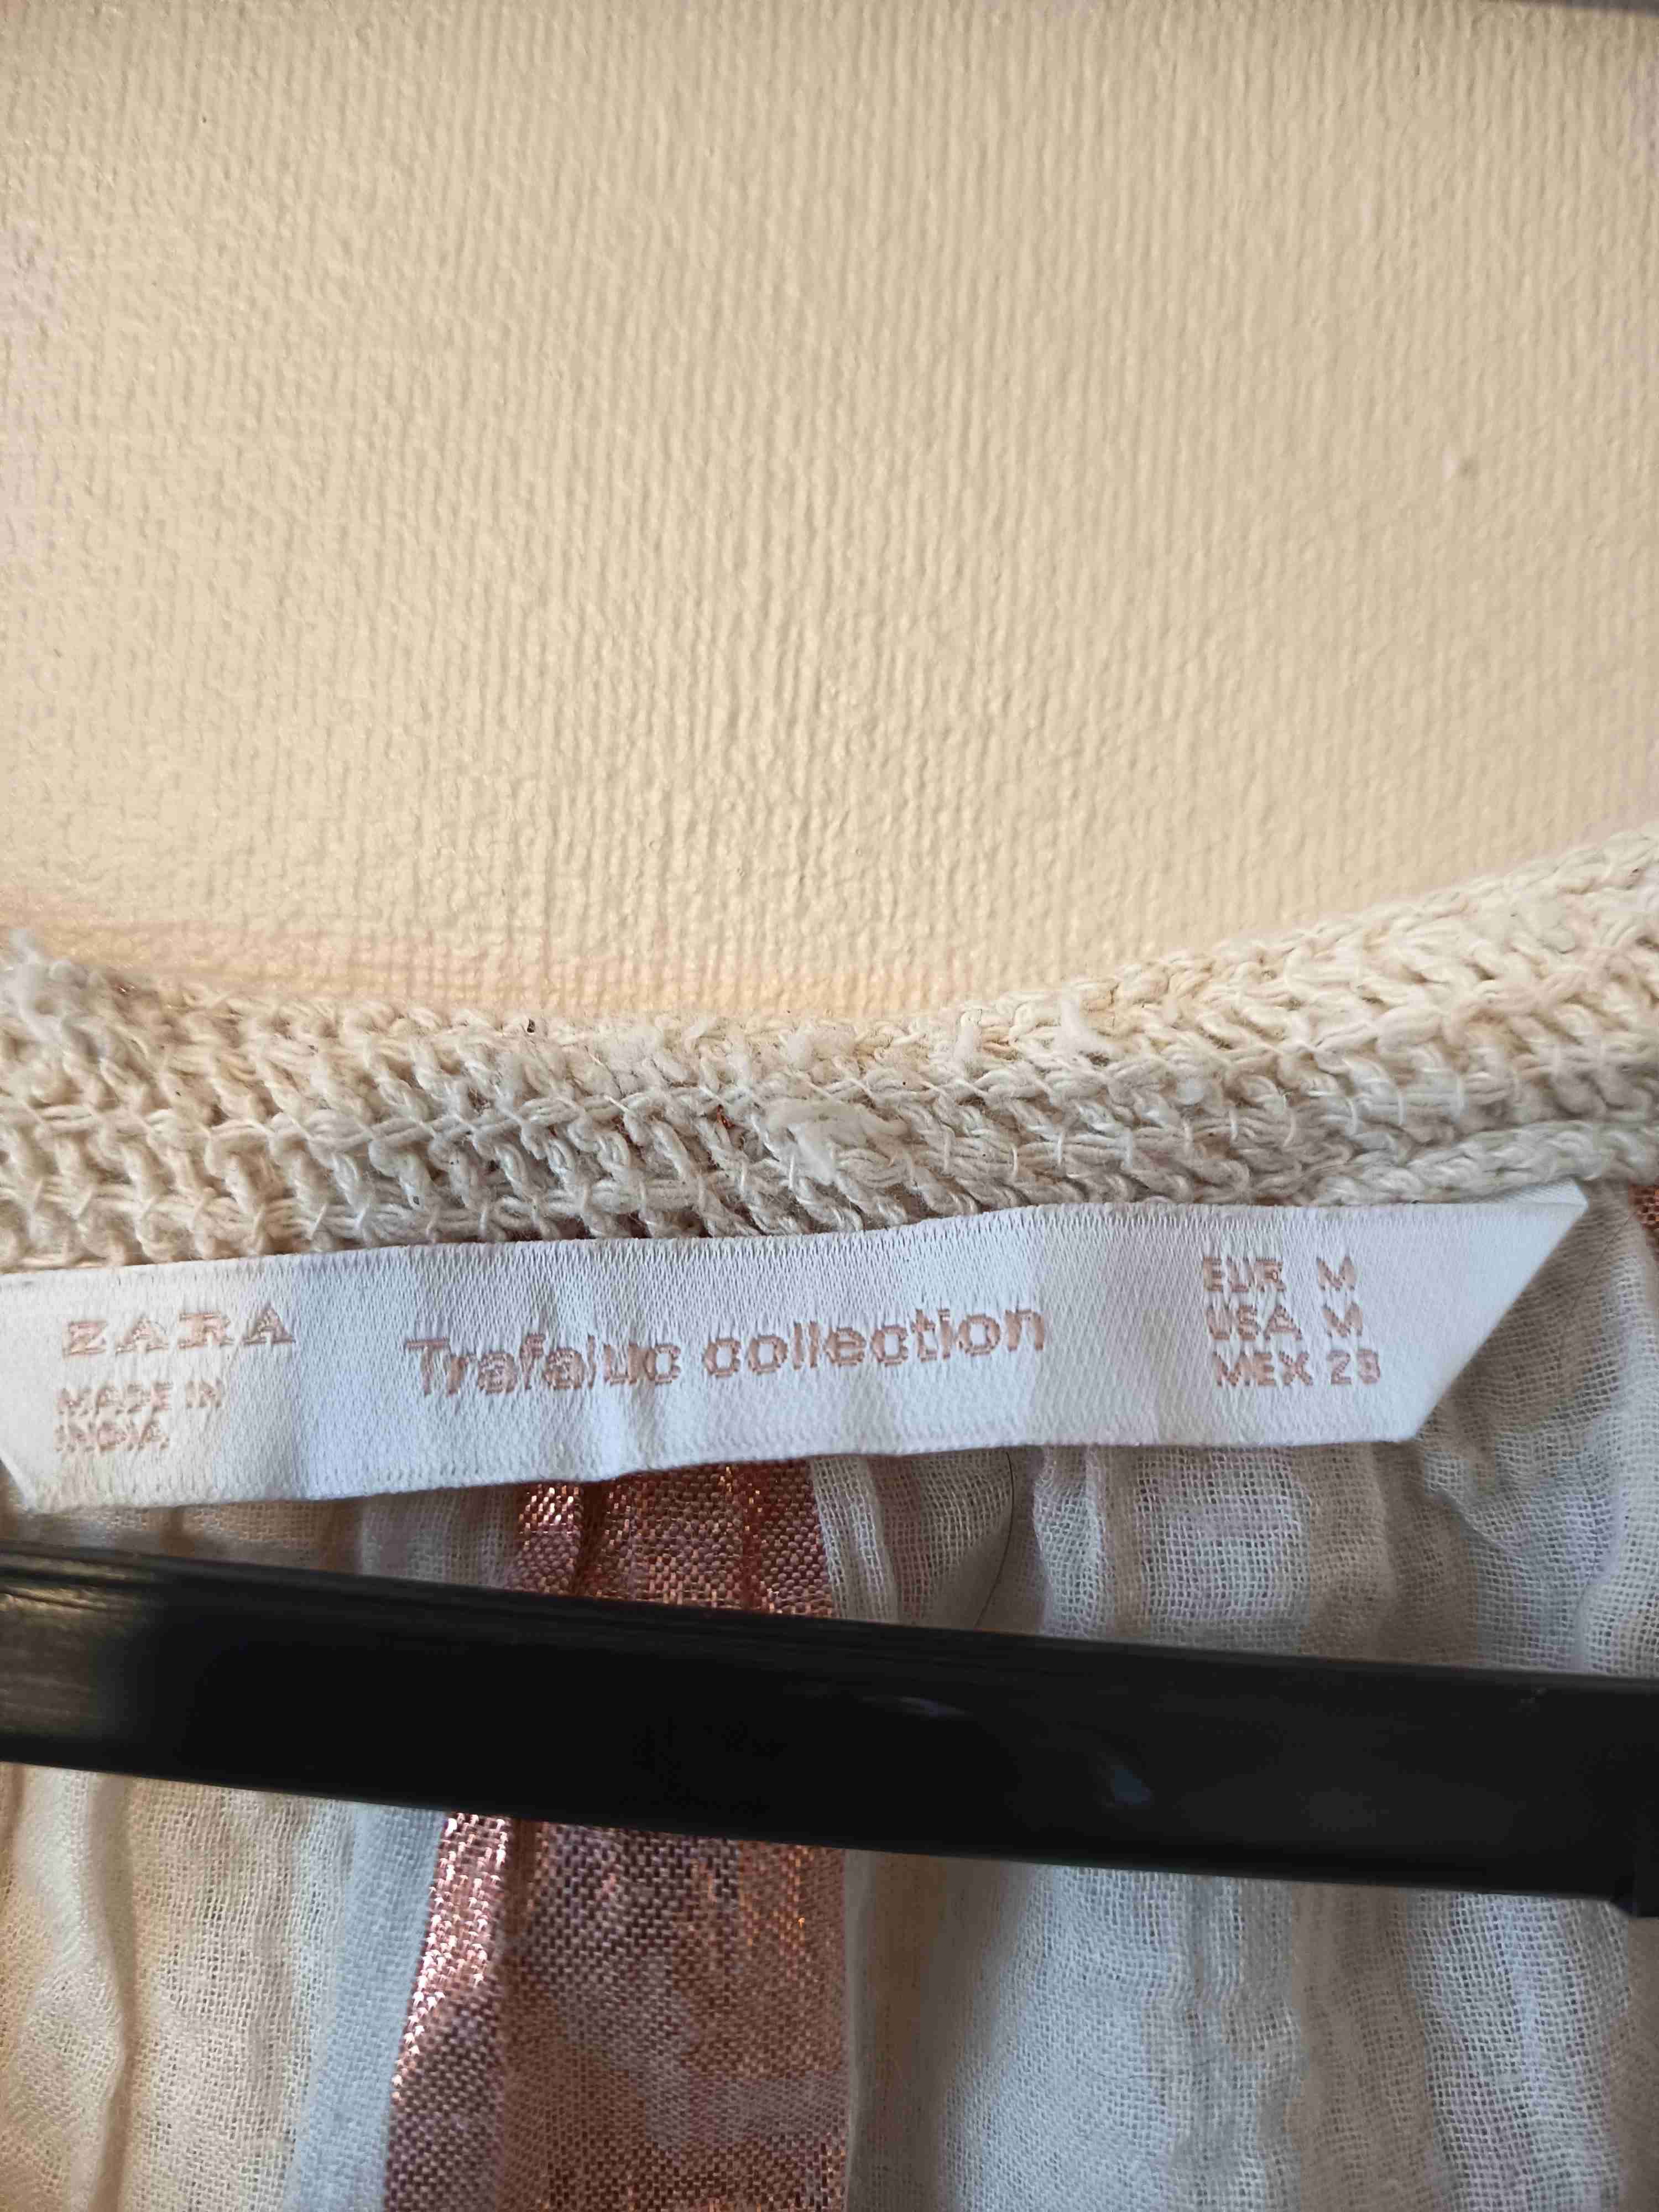 ZARA
MADE IN
INDIA
Trafaluc collection
EUR M
USA M
MEX 28